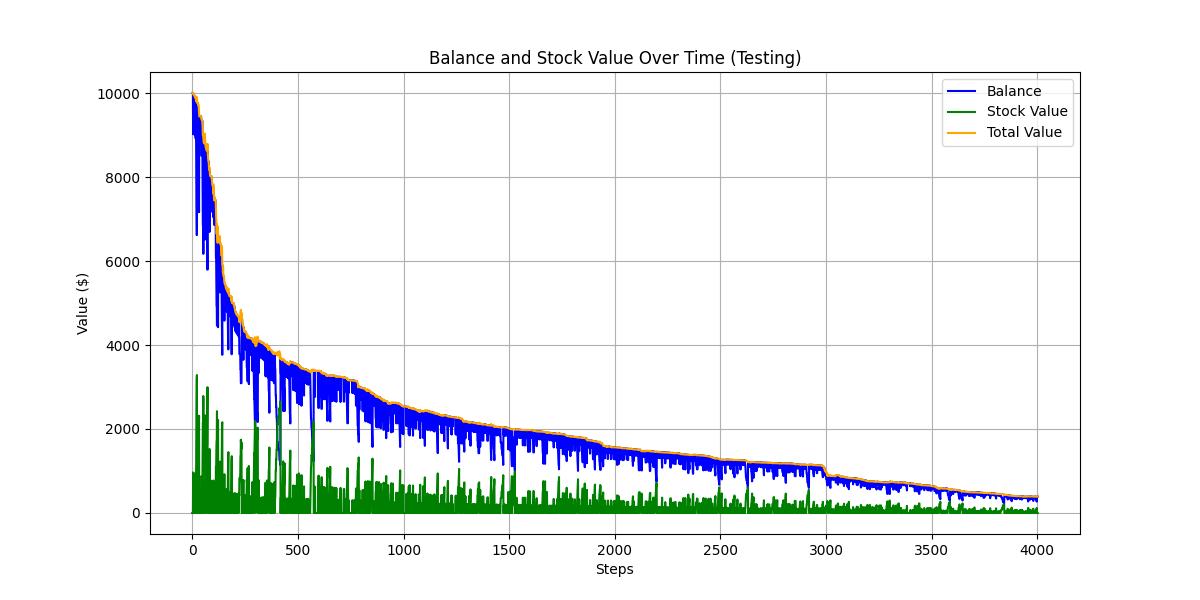 Balance and Stock Value Over Time (Testing)
Balance
Stock Value
Total Value
Value ($)
10000
8000
6000
4000
2000
0
0 500 1000 1500 2000 2500 3000 3500 4000
Steps